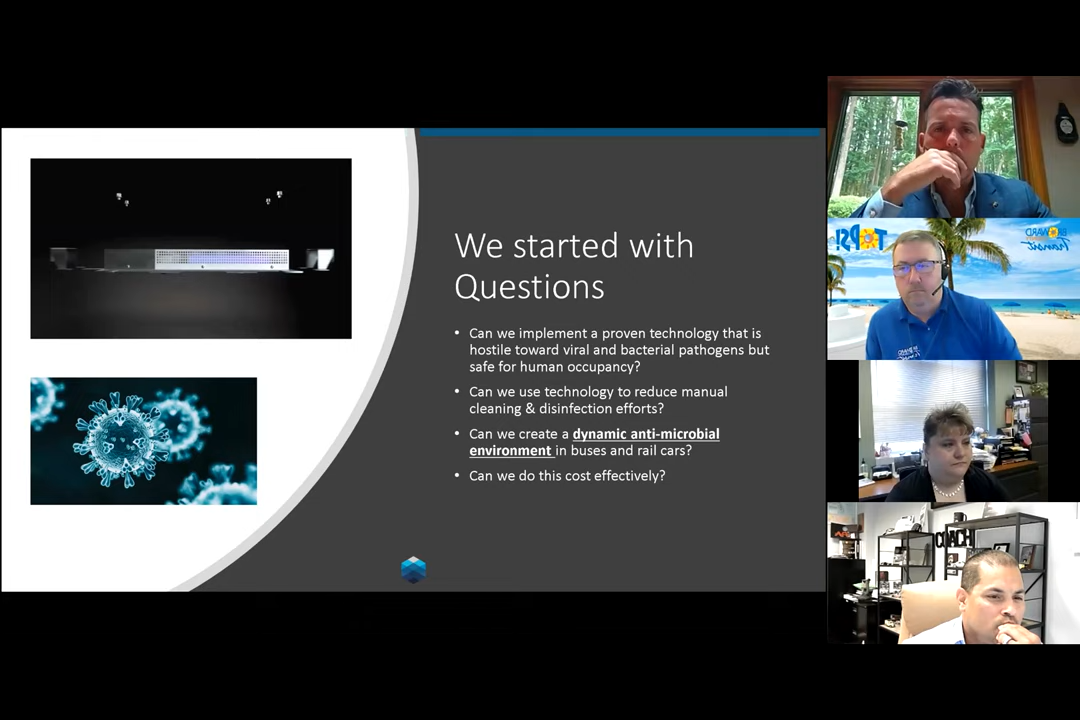 We started with
Questions
• Can we implement a proven technology that is
hostile toward viral and bacterial pathogens but
safe for human occupancy?
• Can we use technology to reduce manual
cleaning & disinfection efforts?
• Can we create a dynamic anti-microbial
environment in buses and rail cars?
• Can we do this cost effectively?
ToPS!
BROWARD
Transit
COACH